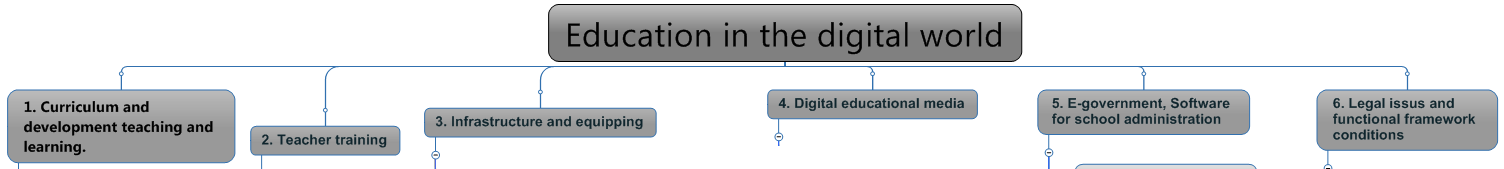 Education in the digital world
1. Curriculum and
development teaching and
learning.
2. Teacher training
3. Infrastructure and equipping
4. Digital educational media
5. E-government, Software
for school administration
6. Legal issus and
functional framework
conditions